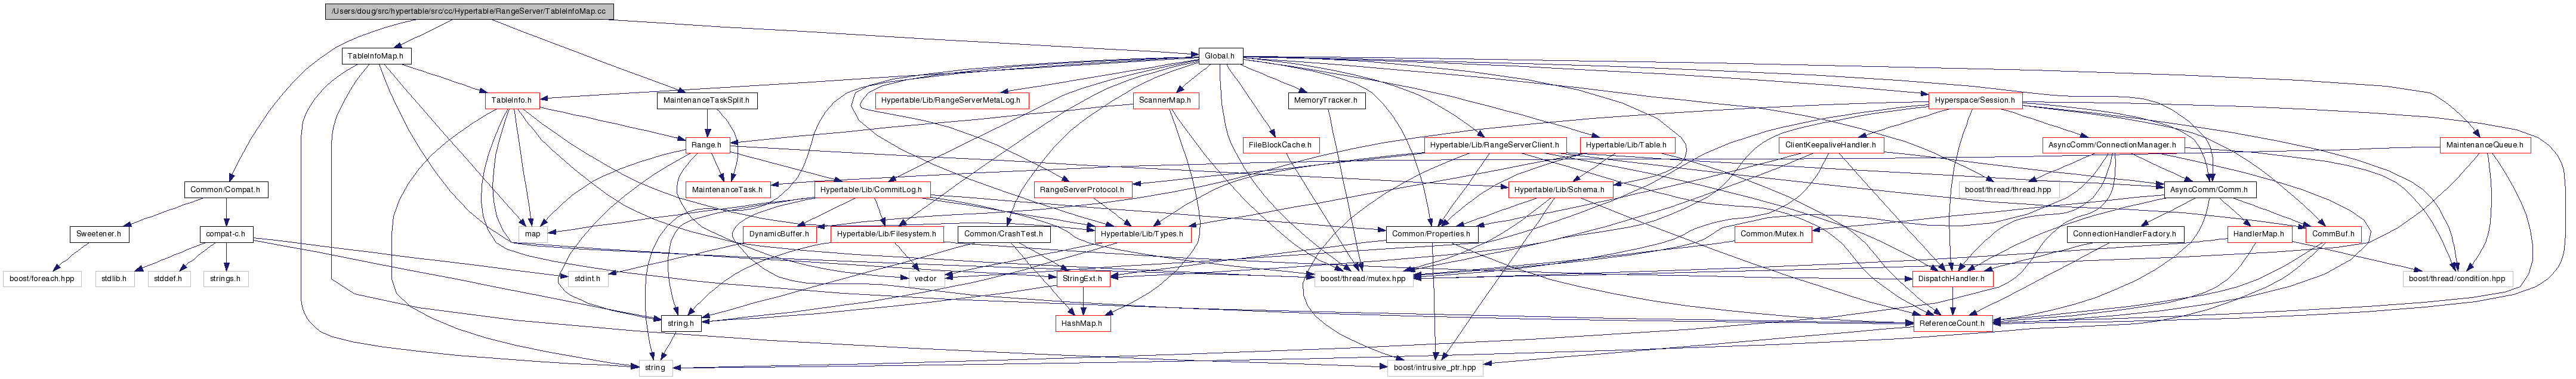 /Users/doug/src/hypertable/src/cc/Hypertable/RangeServer/TableInfoMap.cc
TableInfoMap.h
Global.h
TableInfo.h
MaintenanceTaskSplit.h
Hypertable/Lib/RangeServerMetaLog.h
ScannerMap.h
MemoryTracker.h
Hyperspace/Session.h
Range.h
FileBlockCache.h
Hypertable/Lib/RangeServerClient.h
Hypertable/Lib/Table.h
ClientKeepaliveHandler.h
AsyncComm/ConnectionManager.h
MaintenanceQueue.h
Common/Compat.h
MaintenanceTask.h
Hypertable/Lib/CommitLog.h
RangeServerProtocol.h
Hypertable/Lib/Schema.h
boost/thread/thread.hpp
AsyncComm/Comm.h
Sweetener.h
compat-c.h
map
DynamicBuffer.h
Hypertable/Lib/Filesystem.h
Common/CrashTest.h
Hypertable/Lib/Types.h
Common/Properties.h
Common/Mutex.h
ConnectionHandlerFactory.h
HandlerMap.h
CommBuf.h
boost/foreach.hpp
stdlib.h
stddef.h
strings.h
stdint.h
vector
StringExt.h
boost/thread/mutex.hpp
DispatchHandler.h
boost/thread/condition.hpp
string.h
HashMap.h
ReferenceCount.h
string
boost/intrusive_ptr.hpp